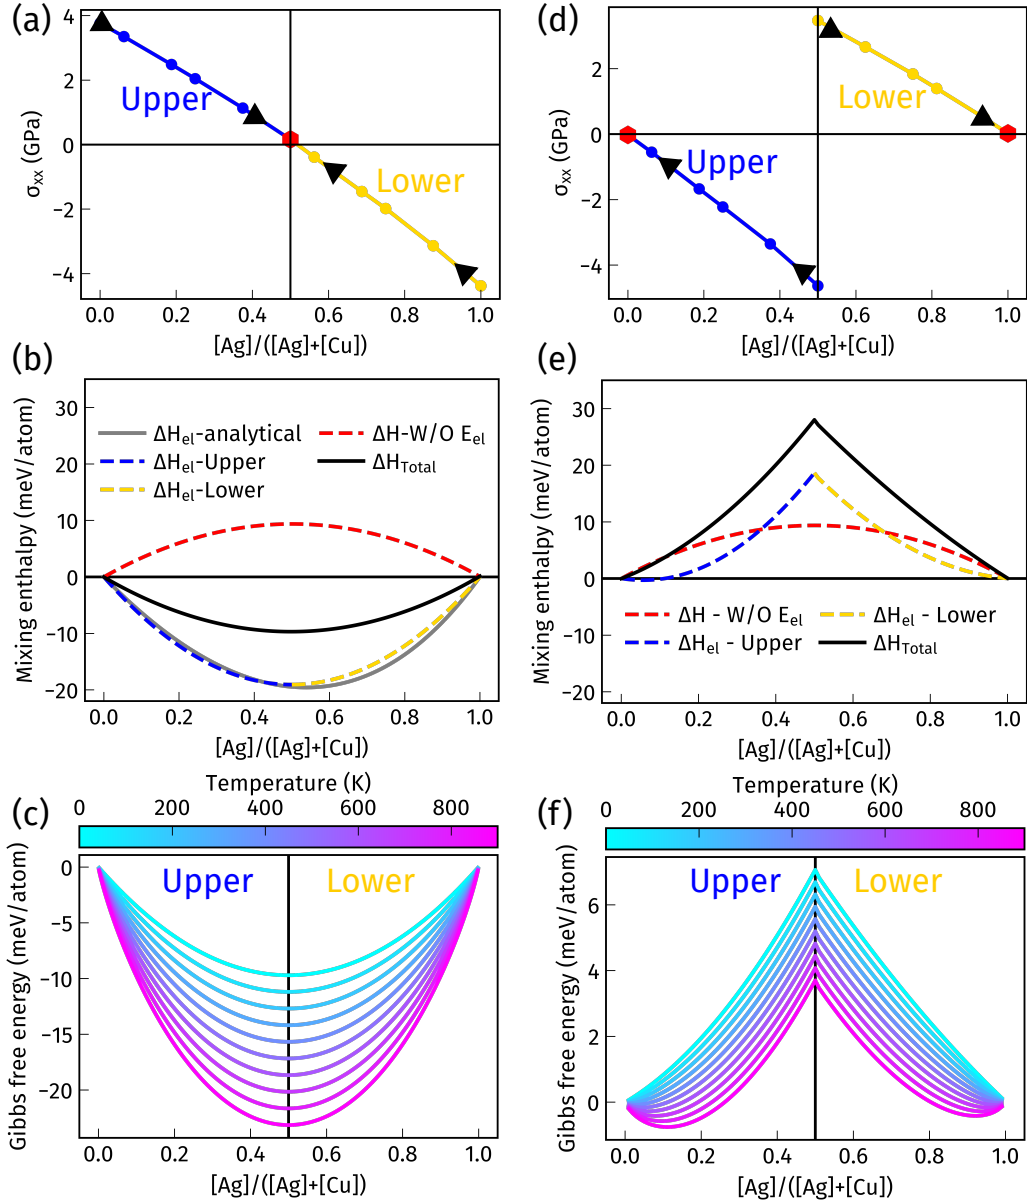 (a)
4
2
0
−2
−4
σxx (GPa)
Upper
Lower
0.0 0.2 0.4 0.6 0.8 1.0
[Ag]/([Ag]+[Cu])
(d)
2
0
−2
−4
σxx (GPa)
Lower
Upper
0.0 0.2 0.4 0.6 0.8 1.0
[Ag]/([Ag]+[Cu])
(b)
30
20
10
0
−10
−20
Mixing enthalpy (meV/atom)
ΔHel-analytical
ΔHel-Upper
ΔHel-Lower
ΔH-W/O Eel
ΔHTotal
0.0 0.2 0.4 0.6 0.8 1.0
[Ag]/([Ag]+[Cu])
(e)
30
20
10
0
−10
−20
Mixing enthalpy (meV/atom)
ΔH - W/O Eel
ΔHel - Upper
ΔHel - Lower
ΔHTotal
0.0 0.2 0.4 0.6 0.8 1.0
[Ag]/([Ag]+[Cu])
(c)
Temperature (K)
0 200 400 600 800
0
−5
−10
−15
−20
Gibbs free energy (meV/atom)
Upper
Lower
0.0 0.2 0.4 0.6 0.8 1.0
[Ag]/([Ag]+[Cu])
(f)
Temperature (K)
0 200 400 600 800
6
4
2
0
Gibbs free energy (meV/atom)
Upper
Lower
0.0 0.2 0.4 0.6 0.8 1.0
[Ag]/([Ag]+[Cu])